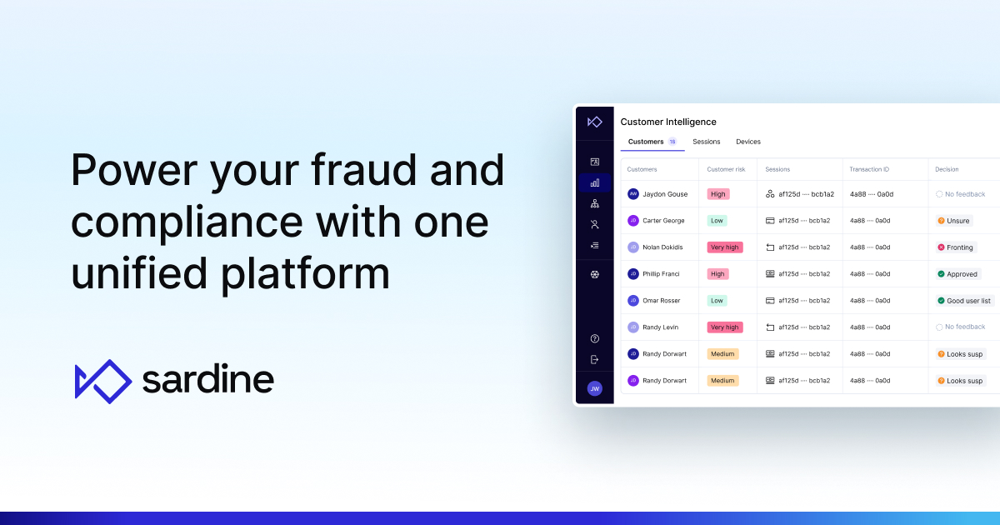 Power your fraud and
compliance with one
unified platform
sardine
Customer Intelligence
Customers 18 Sessions Devices
Customers Customer risk Sessions Transaction ID Decision
AW Jaydon Gouse High af125d ···· bcb1a2 4a88 ···· 0a0d No feedback
JD Carter George Low af125d ···· bcb1a2 4a88 ···· 0a0d Unsure
JD Nolan Dokidis Very high af125d ···· bcb1a2 4a88 ···· 0a0d Fronting
JD Phillip Franci High af125d ···· bcb1a2 4a88 ···· 0a0d Approved
JD Omar Rosser Low af125d ···· bcb1a2 4a88 ···· 0a0d Good user list
JD Randy Levin Very high af125d ···· bcb1a2 4a88 ···· 0a0d No feedback
JD Randy Dorwart Medium af125d ···· bcb1a2 4a88 ···· 0a0d Looks susp
JD Randy Dorwart Medium af125d ···· bcb1a2 4a88 ···· 0a0d Looks susp
JW